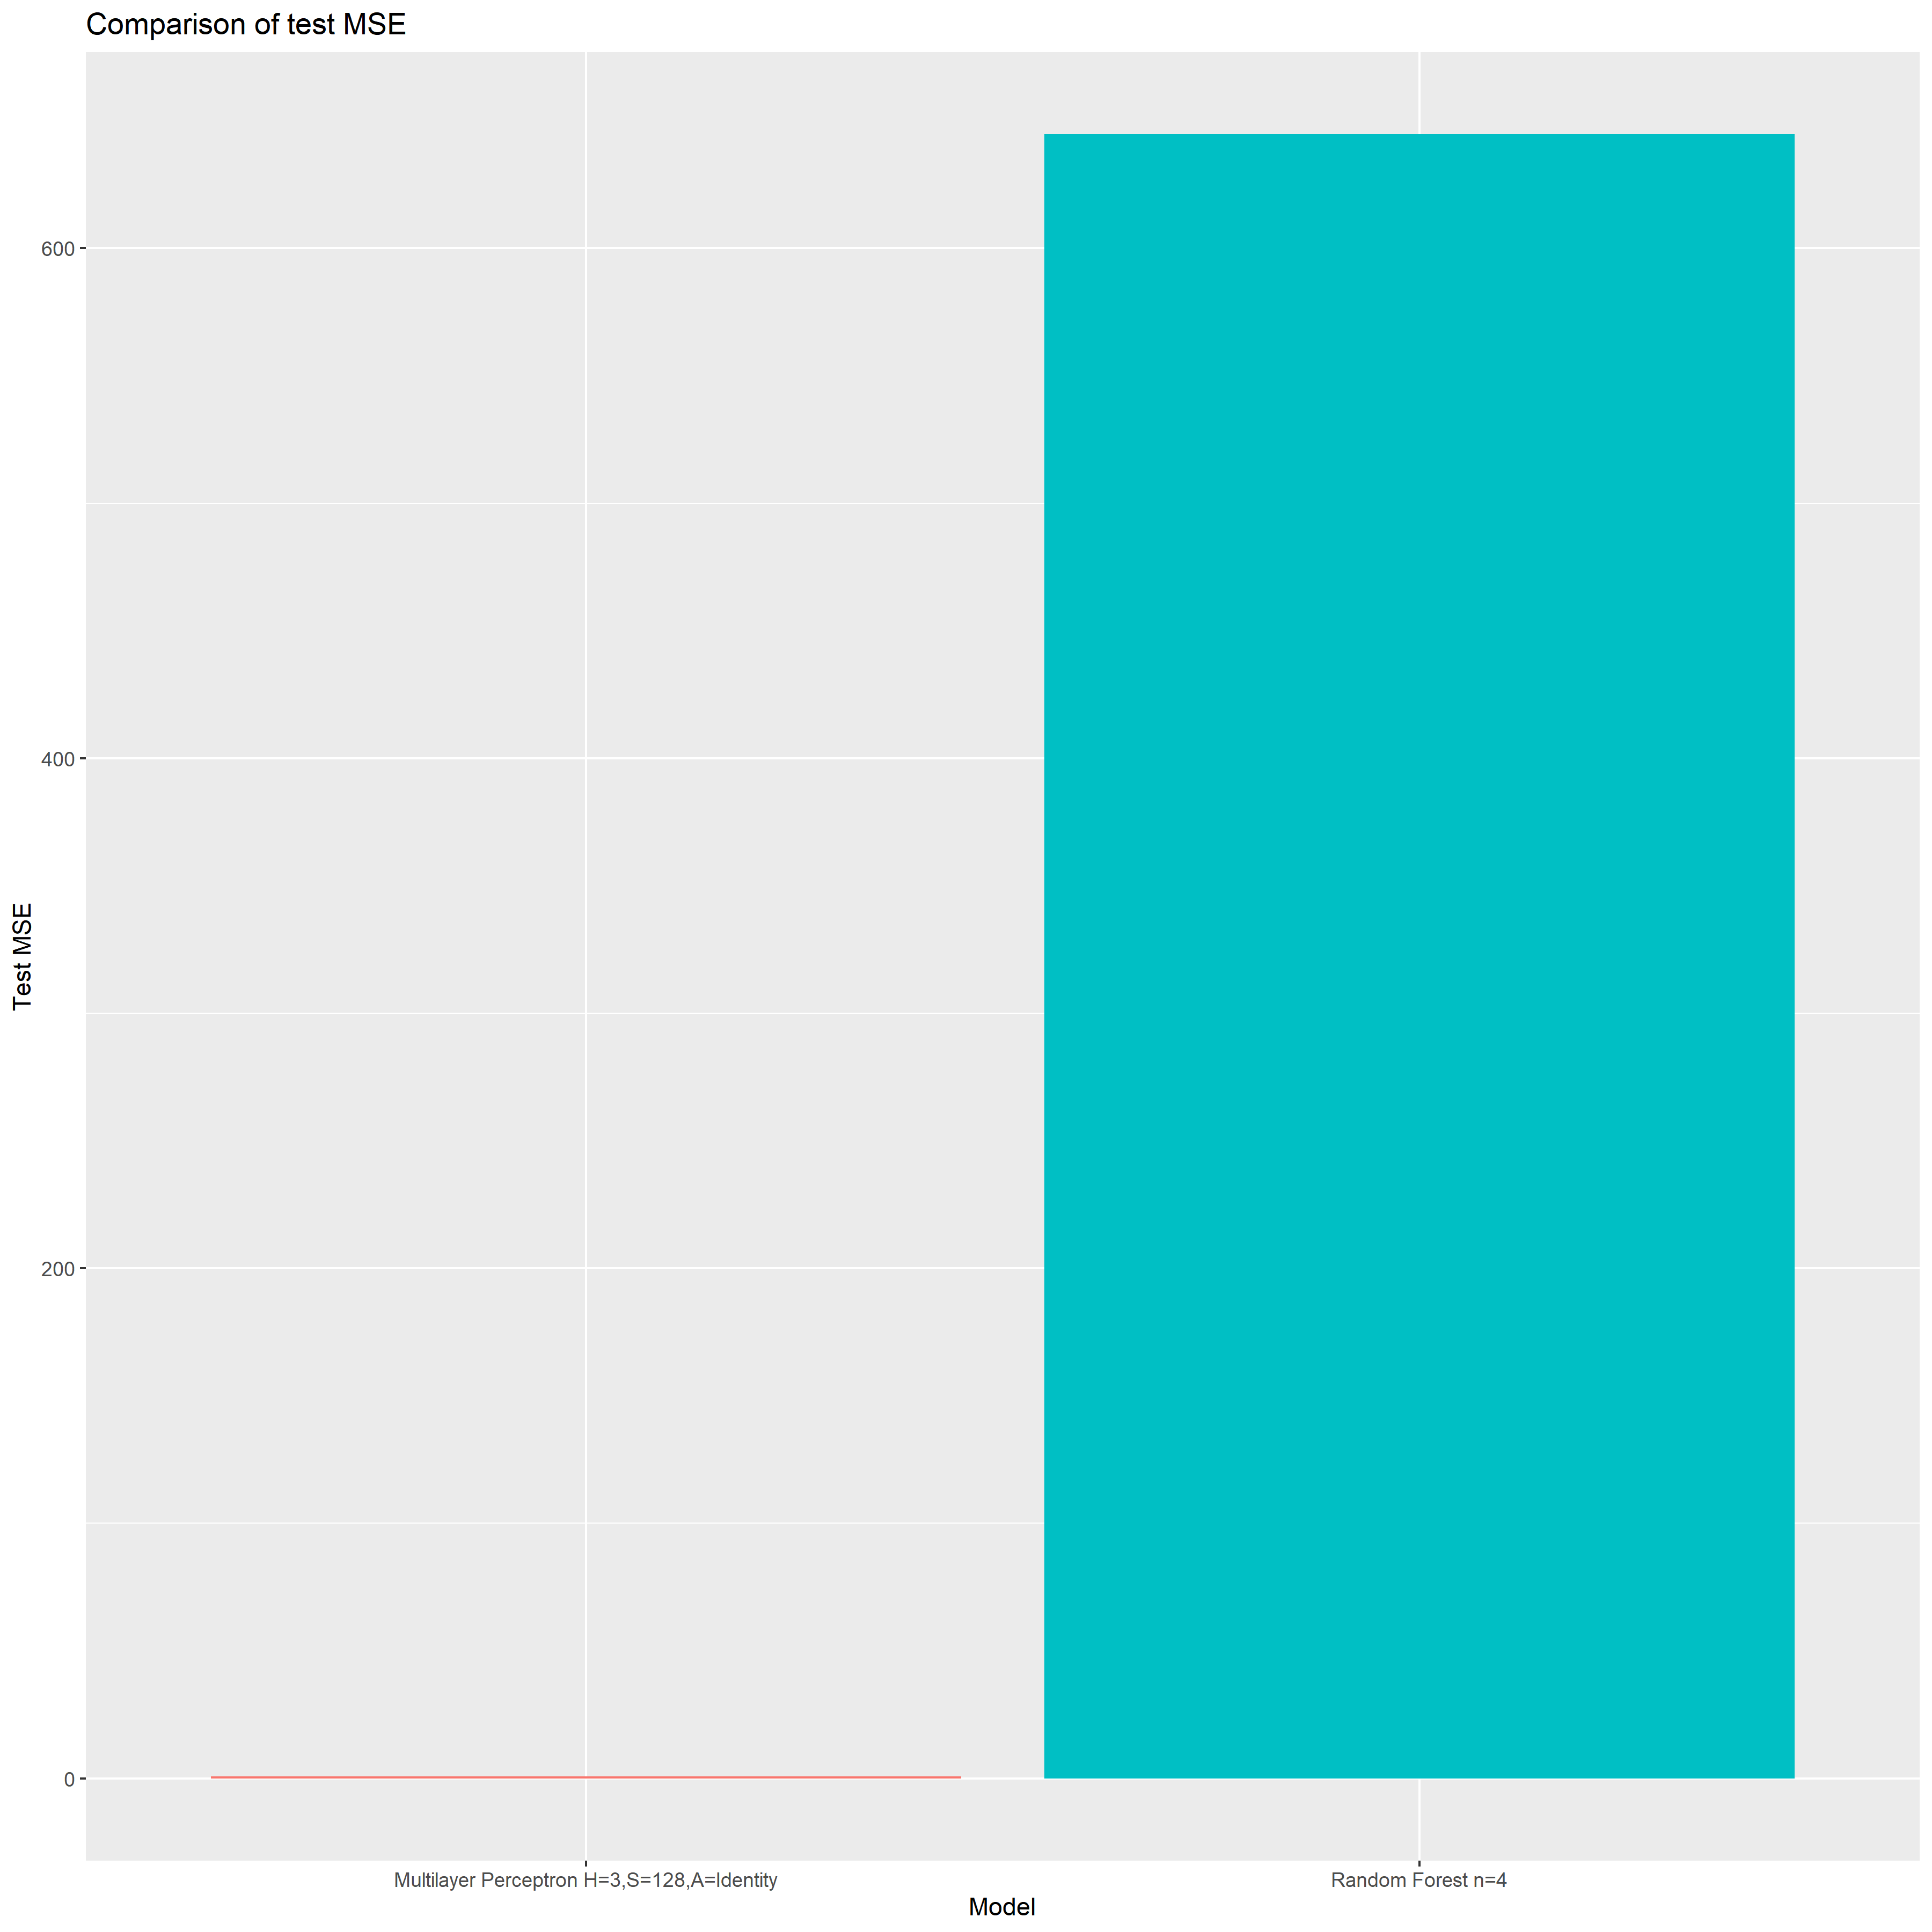 Comparison of test MSE
Test MSE
600
400
200
0
Multilayer Perceptron H=3,S=128,A=Identity
Random Forest n=4
Model